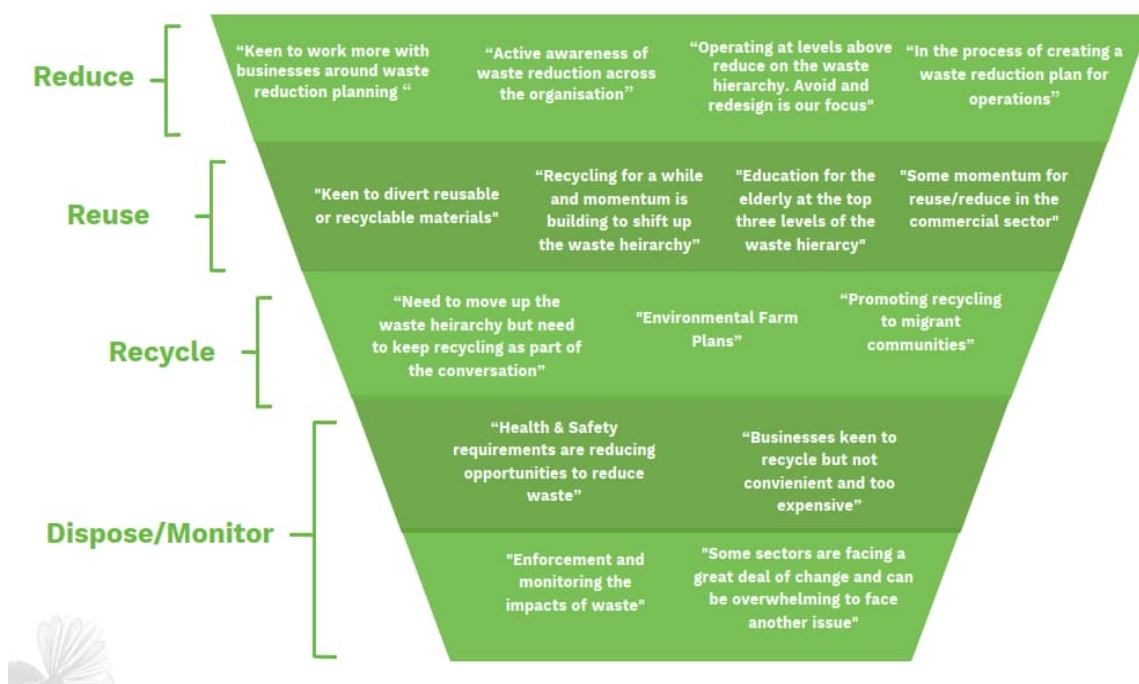 Reduce
“Keen to work more with
businesses around waste
reduction planning “
“Active awareness of
waste reduction across
the organisation”
“Operating at levels above
reduce on the waste
hierarchy. Avoid and
redesign is our focus"
“In the process of creating a
waste reduction plan for
operations”
Reuse
"Keen to divert reusable
or recyclable materials"
“Recycling for a while
and momentum is
building to shift up
the waste heirarchy”
"Education for the
elderly at the top
three levels of the
waste hierarcy"
"Some momentum for
reuse/reduce in the
commercial sector"
Recycle
“Need to move up the
waste heirarchy but need
to keep recycling as part of
the conversation”
"Environmental Farm
Plans”
“Promoting recycling
to migrant
communities”
Dispose/Monitor
“Health & Safety
requirements are reducing
opportunities to reduce
waste”
“Businesses keen to
recycle but not
convienient and too
expensive”
"Enforcement and
monitoring the
impacts of waste"
"Some sectors are facing a
great deal of change and can
be overwhelming to face
another issue"